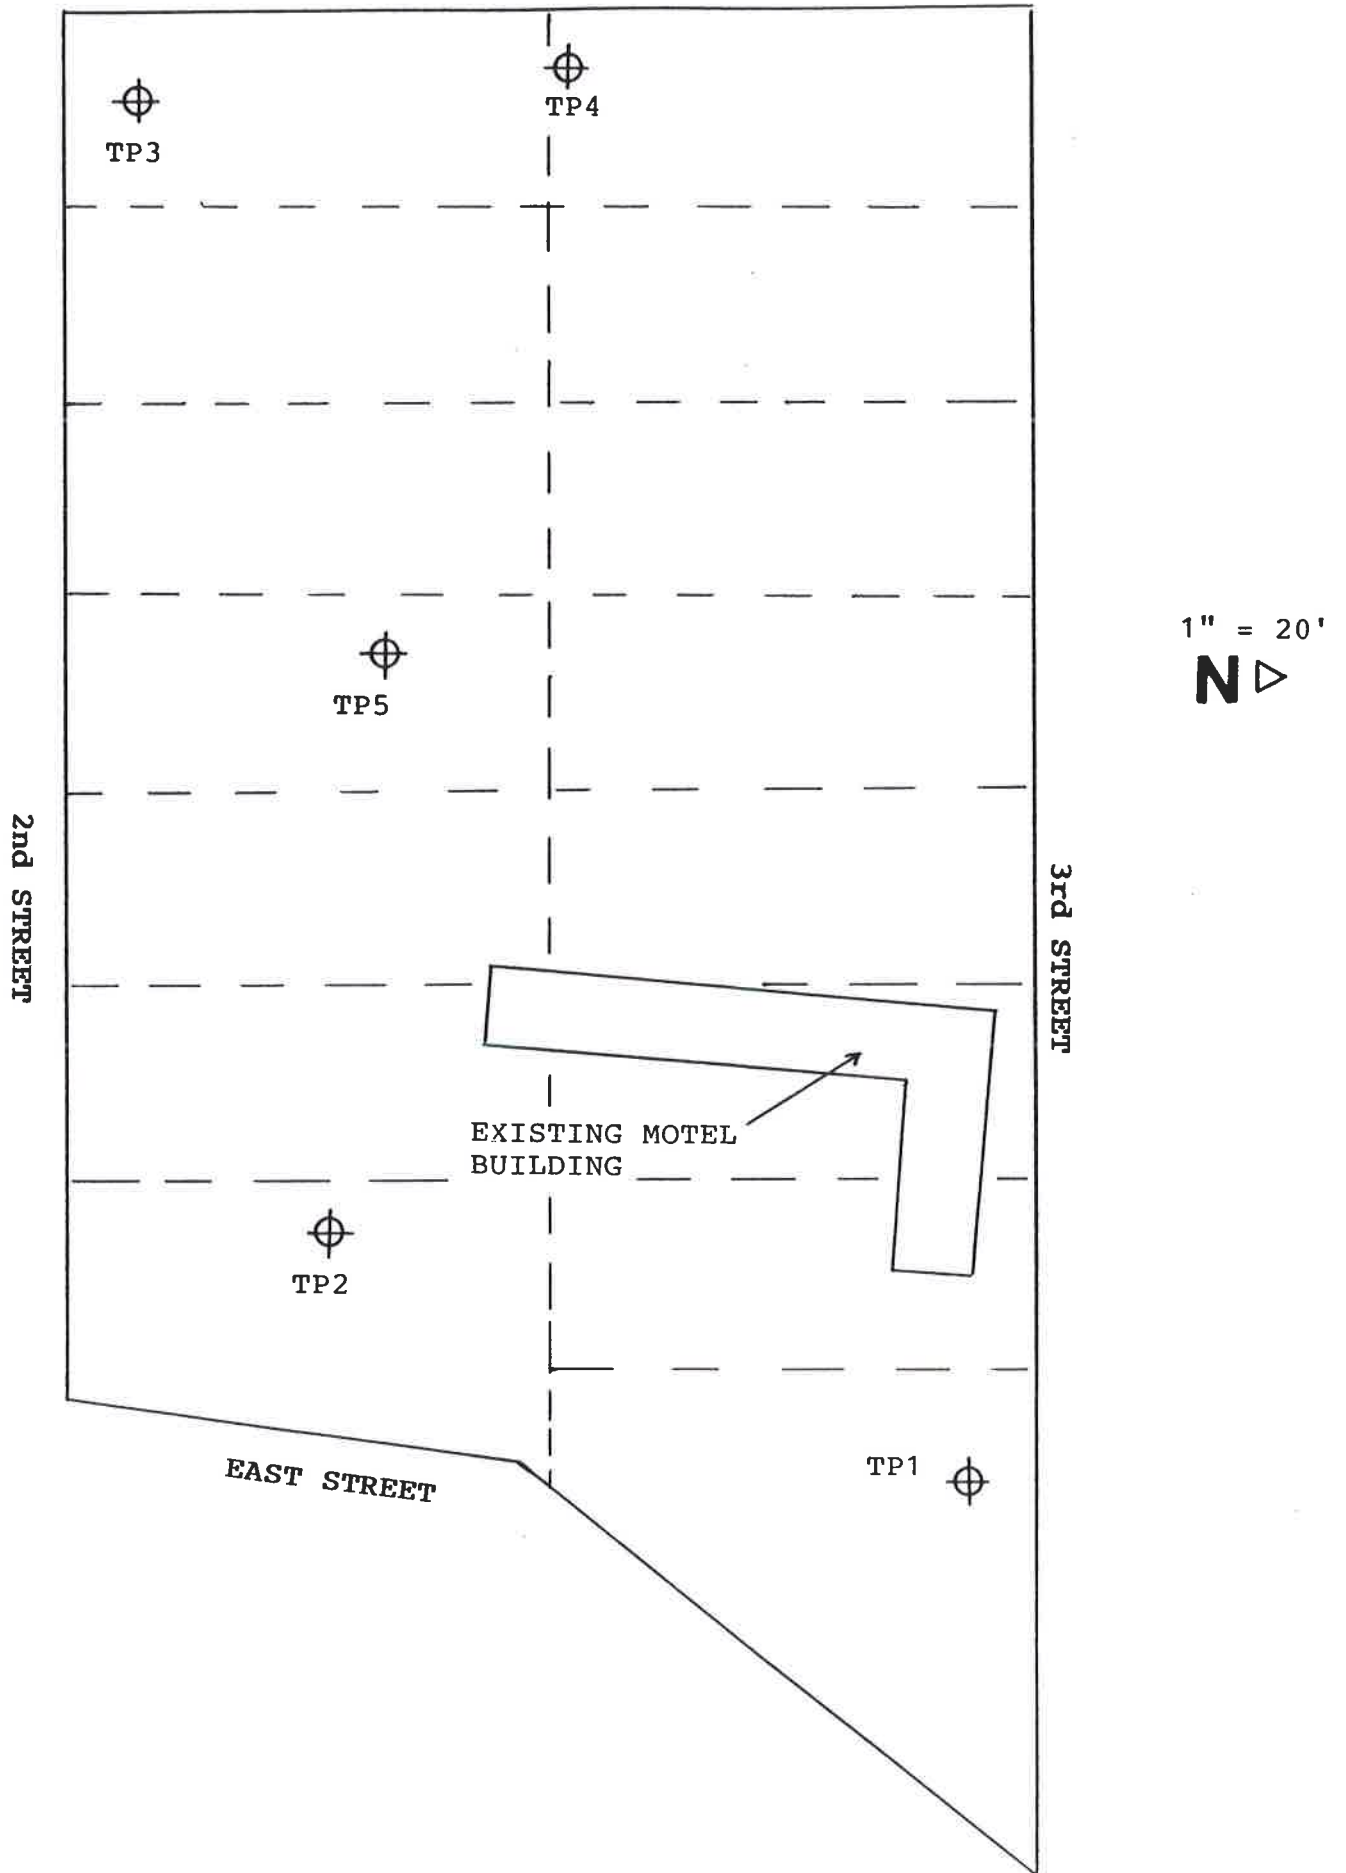 TP4
TP3
1" = 20'
N
TP5
2nd STREET
3rd STREET
EXISTING MOTEL
BUILDING
TP2
TP1
EAST STREET